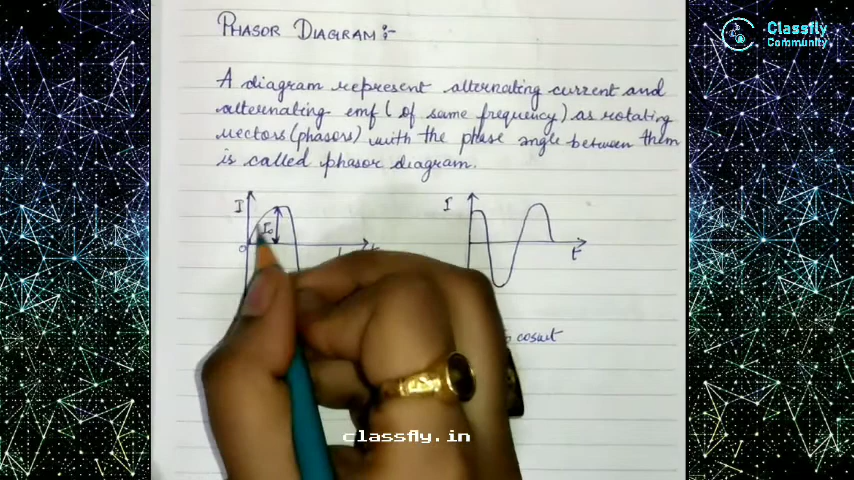 PHASOR DIAGRAM:-
Classfly
Community
A diagram represent alternating current and
alternating emf (of same frequency) as rotating
vectors (phasors) with the phase angle between them
is called phasor diagram.
I
I₀
O
t
I
t
cosωt
classfly.in